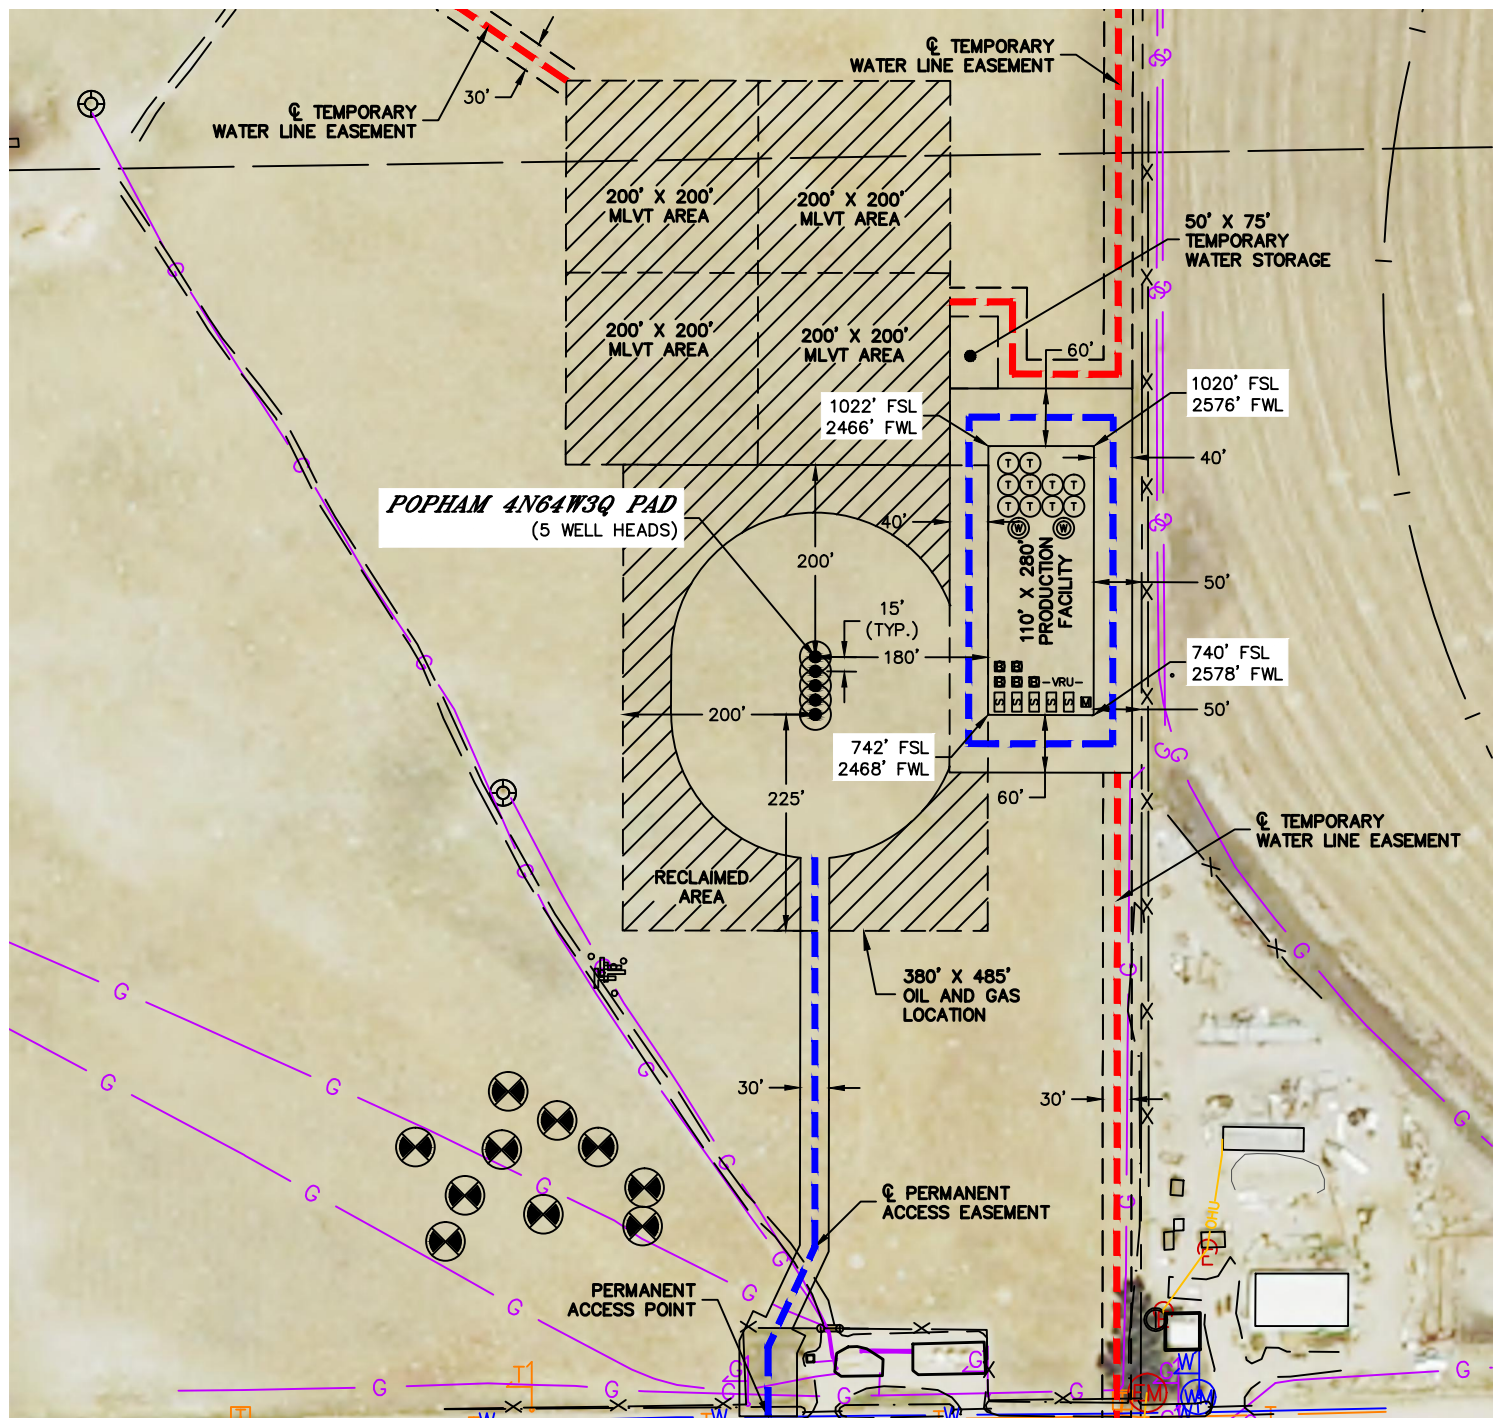 ℄ TEMPORARY
WATER LINE EASEMENT
℄ TEMPORARY
WATER LINE EASEMENT
30'
200' X 200'
MLVT AREA
200' X 200'
MLVT AREA
50' X 75'
TEMPORARY
WATER STORAGE
200' X 200'
MLVT AREA
200' X 200'
MLVT AREA
60'
1022' FSL
2466' FWL
1020' FSL
2576' FWL
40'
POPHAM 4N64W3Q PAD
(5 WELL HEADS)
40'
T T
T T T T
T T T T
W W
110' X 280'
PRODUCTION
FACILITY
200'
50'
15'
(TYP.)
180'
740' FSL
2578' FWL
-VRU-
S S S S S M
200'
50'
742' FSL
2468' FWL
225'
60'
℄ TEMPORARY
WATER LINE EASEMENT
RECLAIMED
AREA
380' X 485'
OIL AND GAS
LOCATION
30'
30'
℄ PERMANENT
ACCESS EASEMENT
OHU
PERMANENT
ACCESS POINT
G G G G
G G G
T W W W T